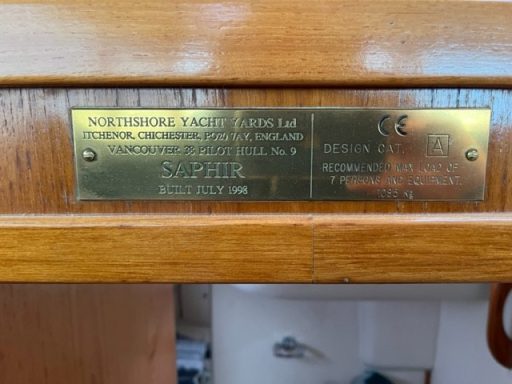 NORTHSHORE YACHT YARDS Ltd
ITCHENOR, CHICHESTER, PO20 7AY, ENGLAND
VANCOUVER 38 PILOT HULL No. 9
SAPHIR
BUILT JULY 1998
CE
DESIGN CAT. A
RECOMMENDED MAX LOAD OF
7 PERSONS AND EQUIPMENT.
Kg